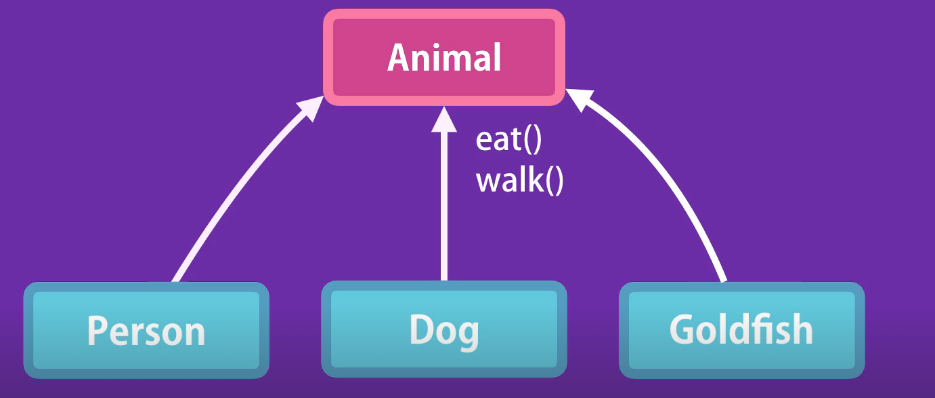 Animal
eat()
walk()
Person
Dog
Goldfish